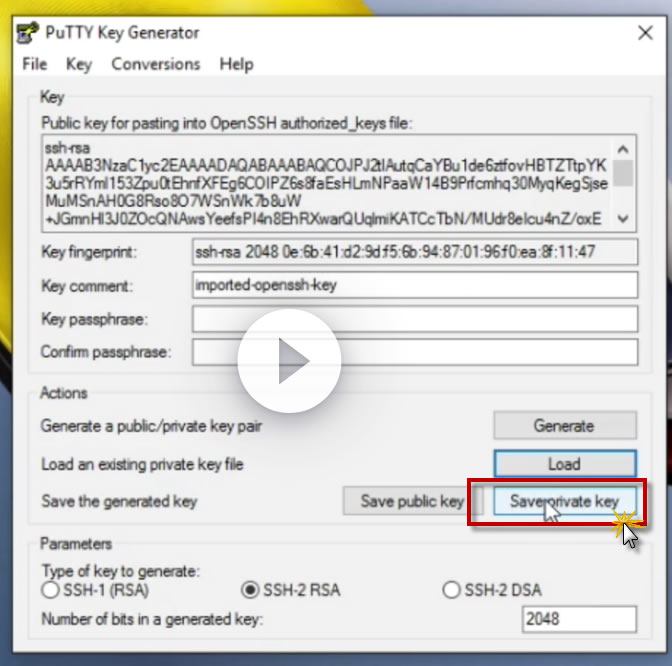 PuTTY Key Generator
File Key Conversions Help
Key
Public key for pasting into OpenSSH authorized_keys file:
ssh-rsa
AAAAB3NzaC1yc2EAAAADAQABAAABAQCOJPJ2tlAutqCaYBu1de6ztfovHBTZTtpYK
3u5rRYml153Zpu0tEhnfXFEg6COIPZ6s8faEsHLmNPaaW14B9Prfcmhq30MyqKegSjse
MuMSnAH0G8Rso8O7WSnWk7b8uW
+JGmnHI3J0ZOcQNAwsYeefsPI4n8EhRXwarQUqlmiKATCcTbN/MUdr8eIcu4nZ/oxE
Key fingerprint: ssh-rsa 2048 0e:6b:41:d2:9d:f5:6b:94:87:01:96:f0:ea:8f:11:47
Key comment: imported-openssh-key
Key passphrase:
Confirm passphrase:
Actions
Generate a public/private key pair Generate
Load an existing private key file Load
Save the generated key Save public key Save private key
Parameters
Type of key to generate:
SSH-1 (RSA) SSH-2 RSA SSH-2 DSA
Number of bits in a generated key: 2048